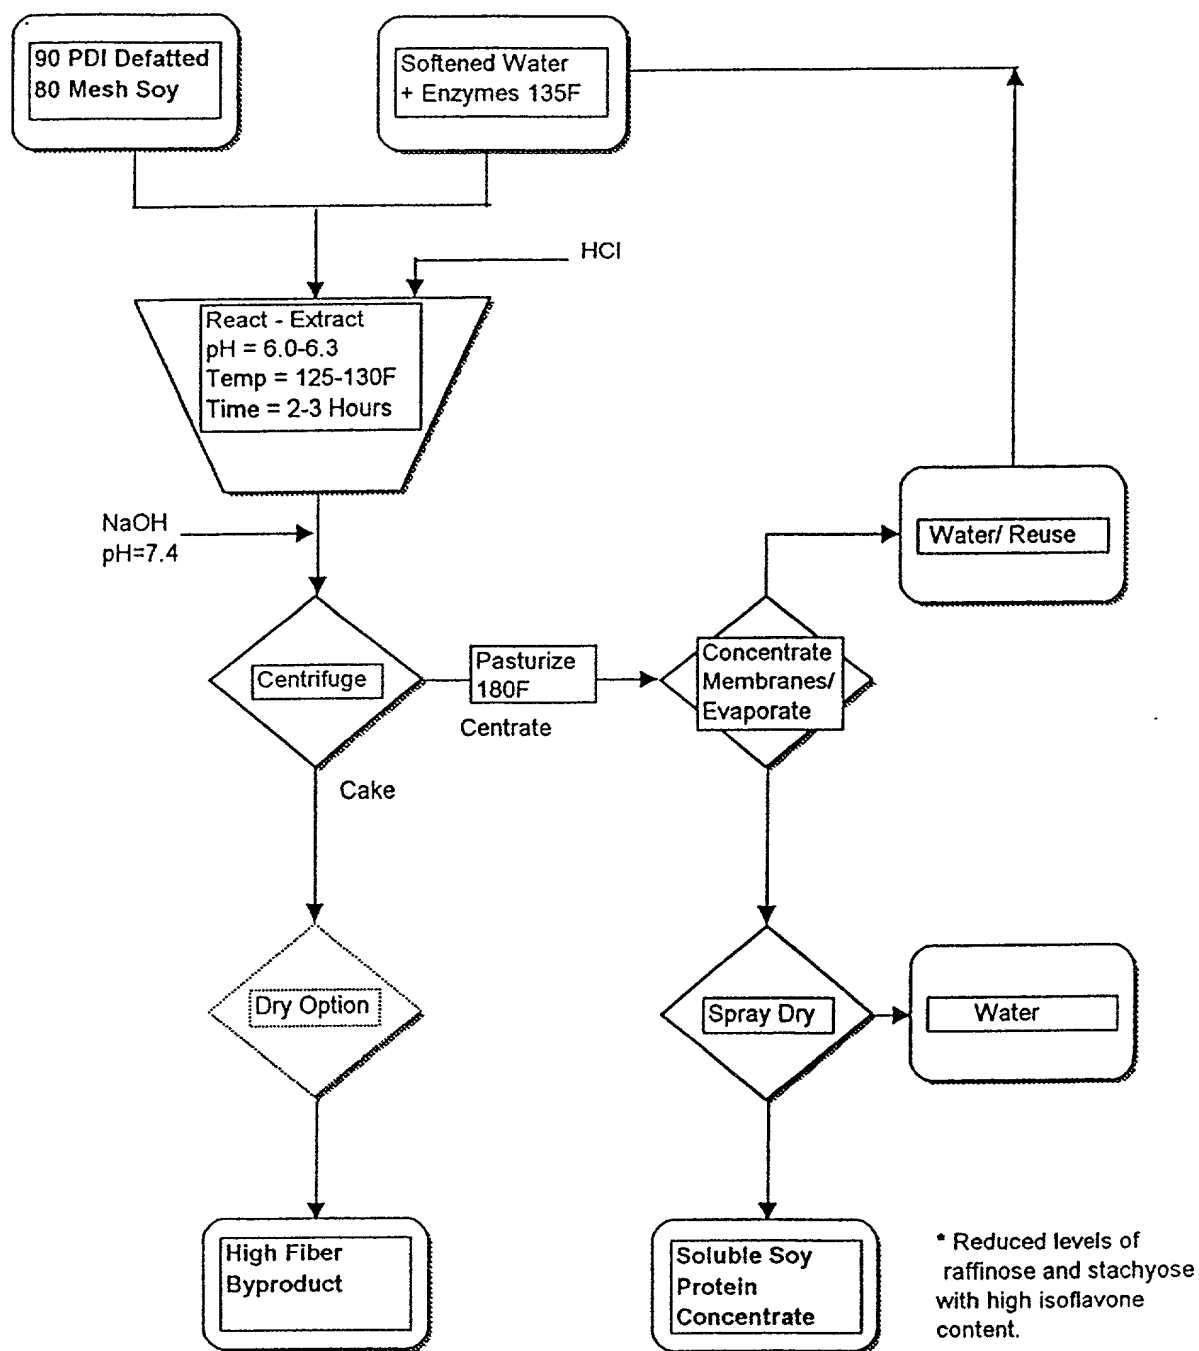 90 PDI Defatted
80 Mesh Soy
Softened Water
+ Enzymes 135F
HCl
React - Extract
pH = 6.0-6.3
Temp = 125-130F
Time = 2-3 Hours
NaOH
pH=7.4
Water/ Reuse
Centrifuge
Pasturize
180F
Centrate
Concentrate
Membranes/
Evaporate
Cake
Dry Option
Spray Dry
Water
High Fiber
Byproduct
Soluble Soy
Protein
Concentrate
* Reduced levels of
raffinose and stachyose
with high isoflavone
content.